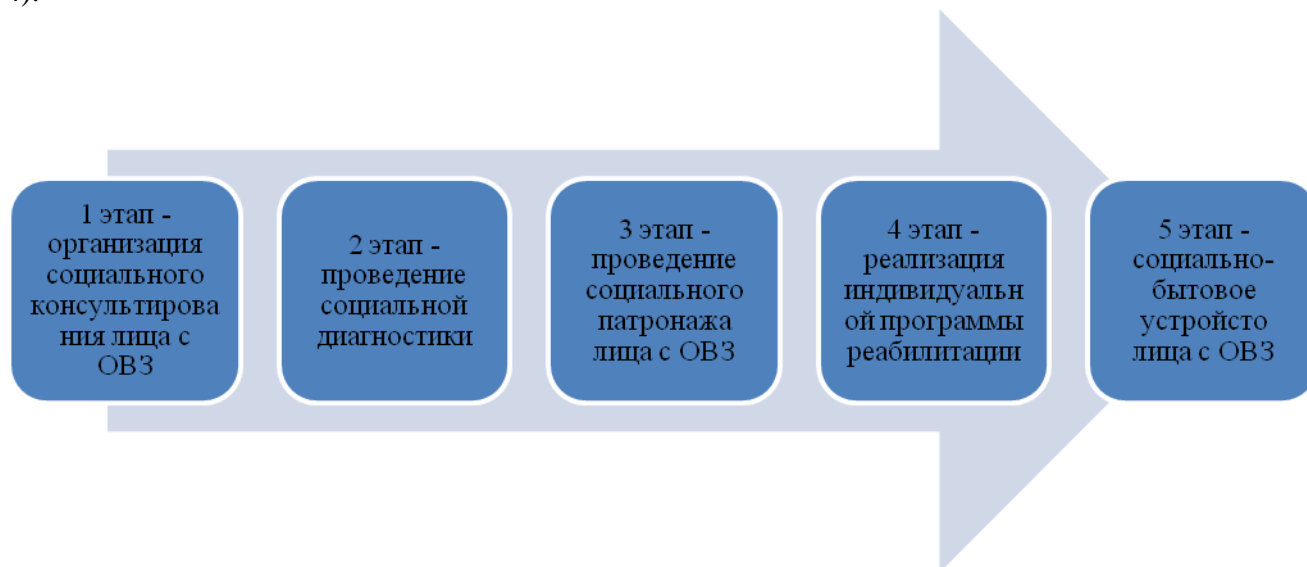 4).
1 этап -
организация
социального
консультирова
ния лица с
ОВЗ
2 этап -
проведение
социальной
диагностики
3 этап -
проведение
социального
патронажа
лица с ОВЗ
4 этап -
реализация
индивидуальн
ой программы
реабилитации
5 этап -
социально-
бытовое
устройсто
лица с ОВЗ